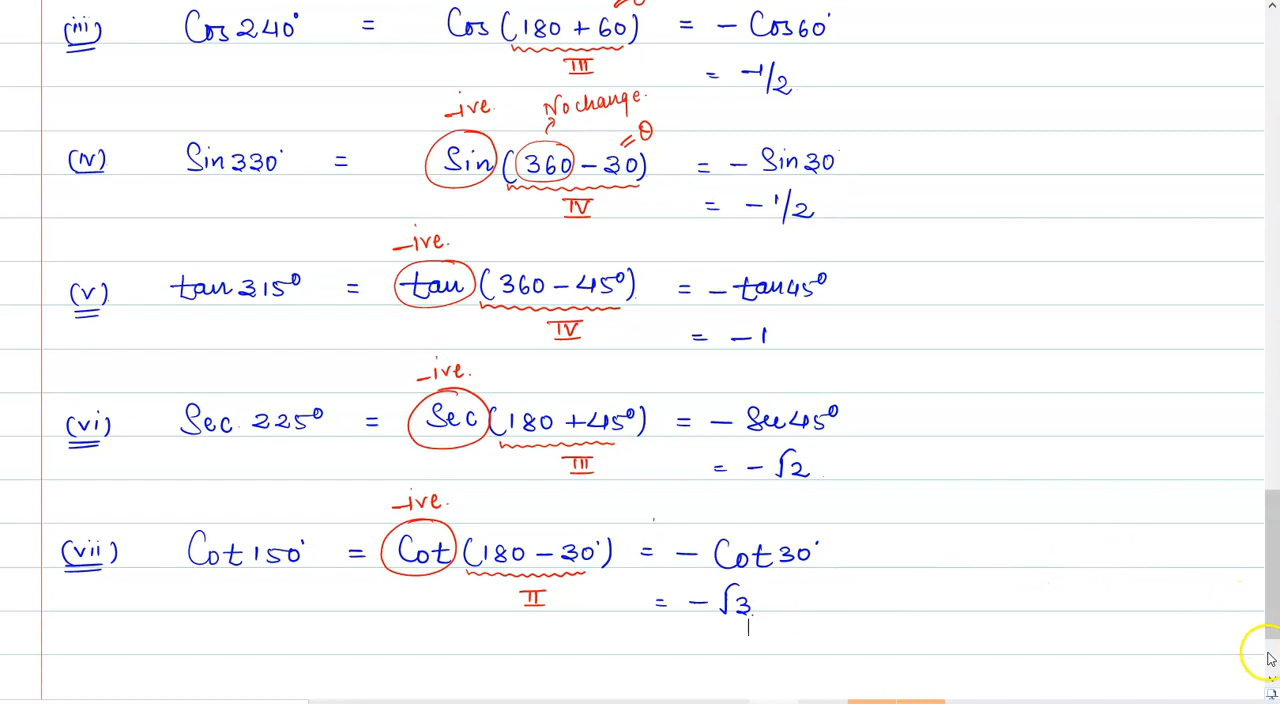 (iii) Cos 240° = Cos (180 + 60) = - Cos 60°
III
= -1/2
-ive. No change.
θ
(iv) Sin 330° = Sin (360 - 30) = - Sin 30
IV
= - 1/2
-ive.
(v) tan 315° = tan (360 - 45°) = - tan 45°
IV
= - 1
-ive.
(vi) Sec. 225° = Sec (180 + 45°) = - Sec 45°
III
= - √2
-ive.
(vii) Cot 150° = Cot (180 - 30°) = - Cot 30°
II
= - √3